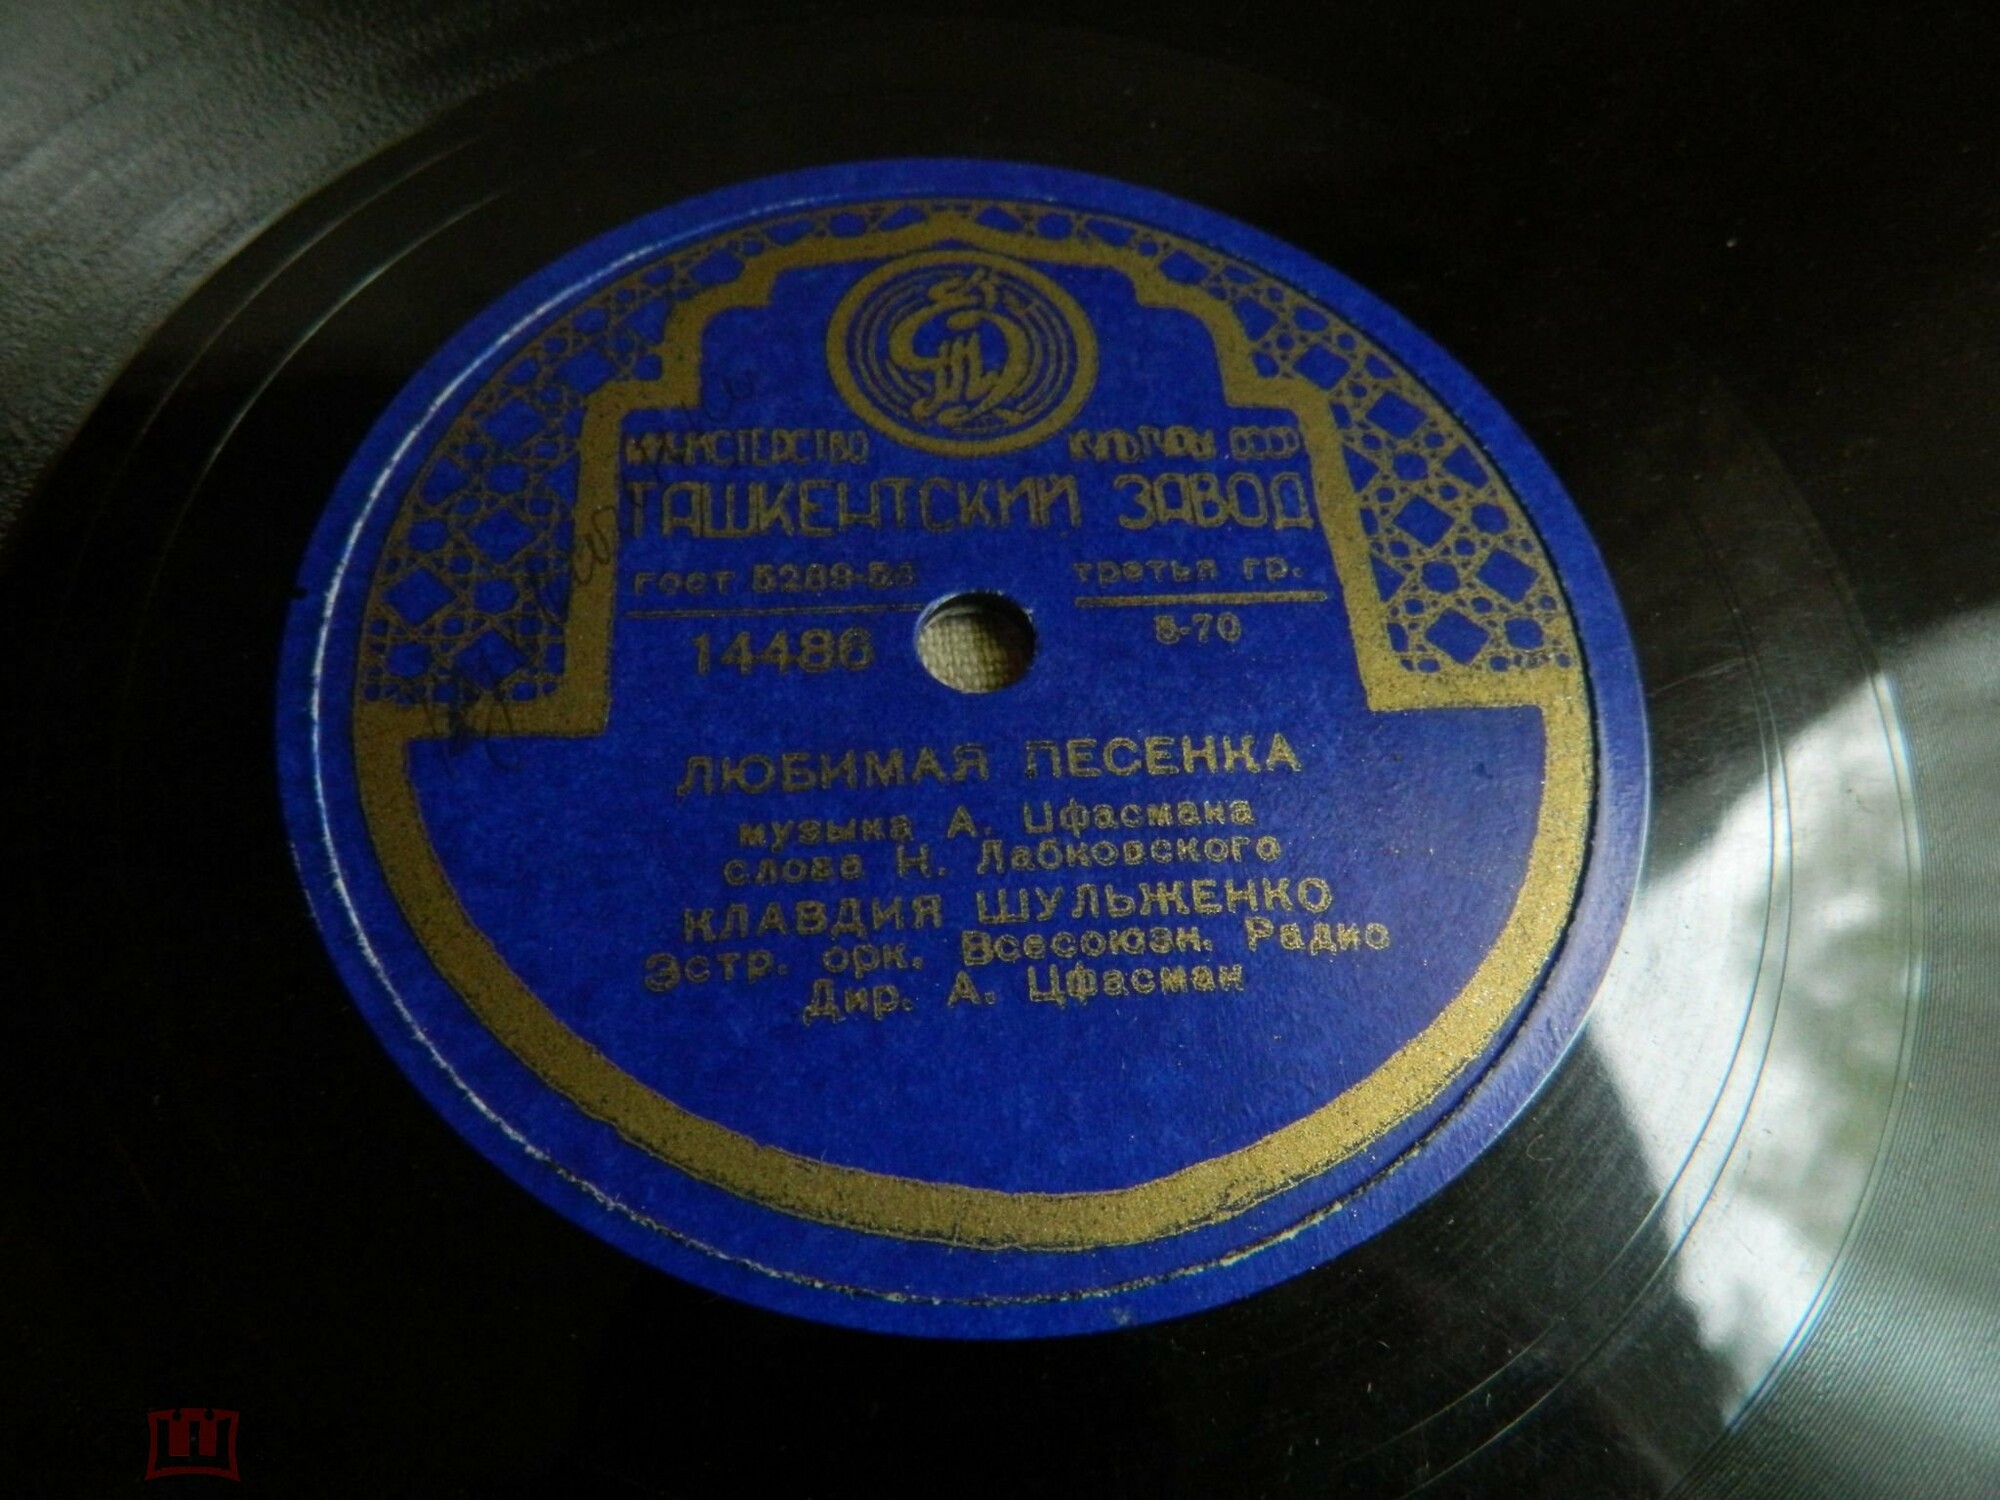 МИНИСТЕРСТВО КУЛЬТУРЫ СССР
ТАШКЕНТСКИЙ ЗАВОД
гост 5289-56 третья гр.
14486 5-70
ЛЮБИМАЯ ПЕСЕНКА
музыка А. Цфасмана
слова Н. Лабковского
КЛАВДИЯ ШУЛЬЖЕНКО
Эстр. орк. Всесоюзн. Радио
Дир. А. Цфасман